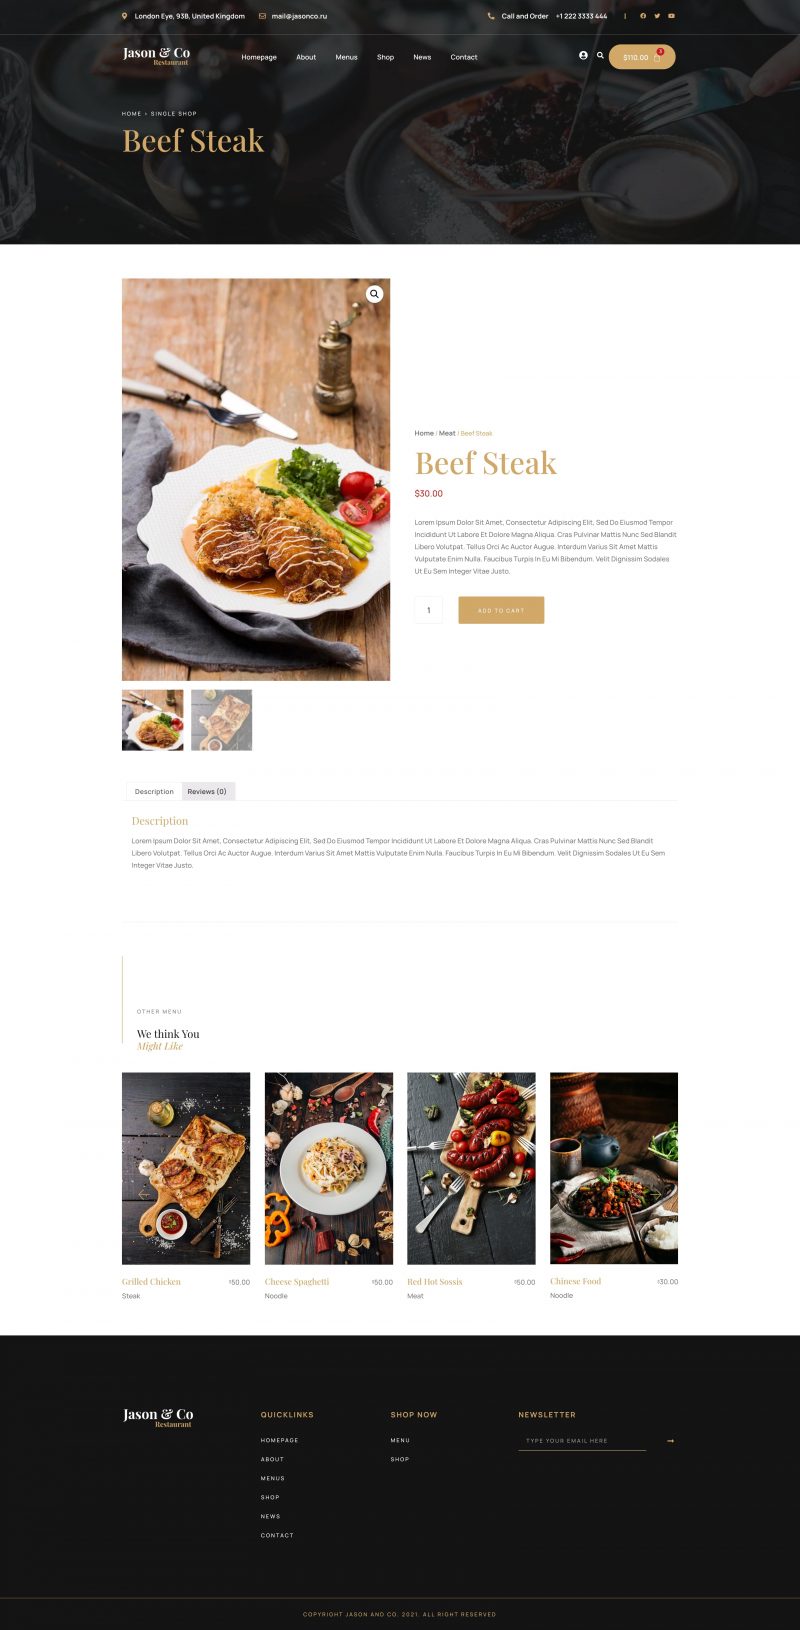 London Eye, 93B, United Kingdom mail@jasonco.ru Call and Order +1 222 3333 444
Jason & Co
Restaurant
Homepage About Menus Shop News Contact
$110.00 3
HOME > SINGLE SHOP
Beef Steak
Home / Meat / Beef Steak
Beef Steak
$30.00
Lorem Ipsum Dolor Sit Amet, Consectetur Adipiscing Elit, Sed Do Eiusmod Tempor
Incididunt Ut Labore Et Dolore Magna Aliqua. Cras Pulvinar Mattis Nunc Sed Blandit
Libero Volutpat. Tellus Orci Ac Auctor Augue. Interdum Varius Sit Amet Mattis
Vulputate Enim Nulla. Faucibus Turpis In Eu Mi Bibendum. Velit Dignissim Sodales
Ut Eu Sem Integer Vitae Justo.
1 ADD TO CART
Description Reviews (0)
Description
Lorem Ipsum Dolor Sit Amet, Consectetur Adipiscing Elit, Sed Do Eiusmod Tempor Incididunt Ut Labore Et Dolore Magna Aliqua. Cras Pulvinar Mattis Nunc Sed Blandit
Libero Volutpat. Tellus Orci Ac Auctor Augue. Interdum Varius Sit Amet Mattis Vulputate Enim Nulla. Faucibus Turpis In Eu Mi Bibendum. Velit Dignissim Sodales Ut Eu Sem
Integer Vitae Justo.
OTHER MENU
We think You
Might Like
Grilled Chicken $50.00
Steak
Cheese Spaghetti $50.00
Noodle
Red Hot Sossis $50.00
Meat
Chinese Food $30.00
Noodle
Jason & Co
Restaurant
QUICKLINKS
HOMEPAGE
ABOUT
MENUS
SHOP
NEWS
CONTACT
SHOP NOW
MENU
SHOP
NEWSLETTER
TYPE YOUR EMAIL HERE
COPYRIGHT JASON AND CO. 2021. ALL RIGHT RESERVED